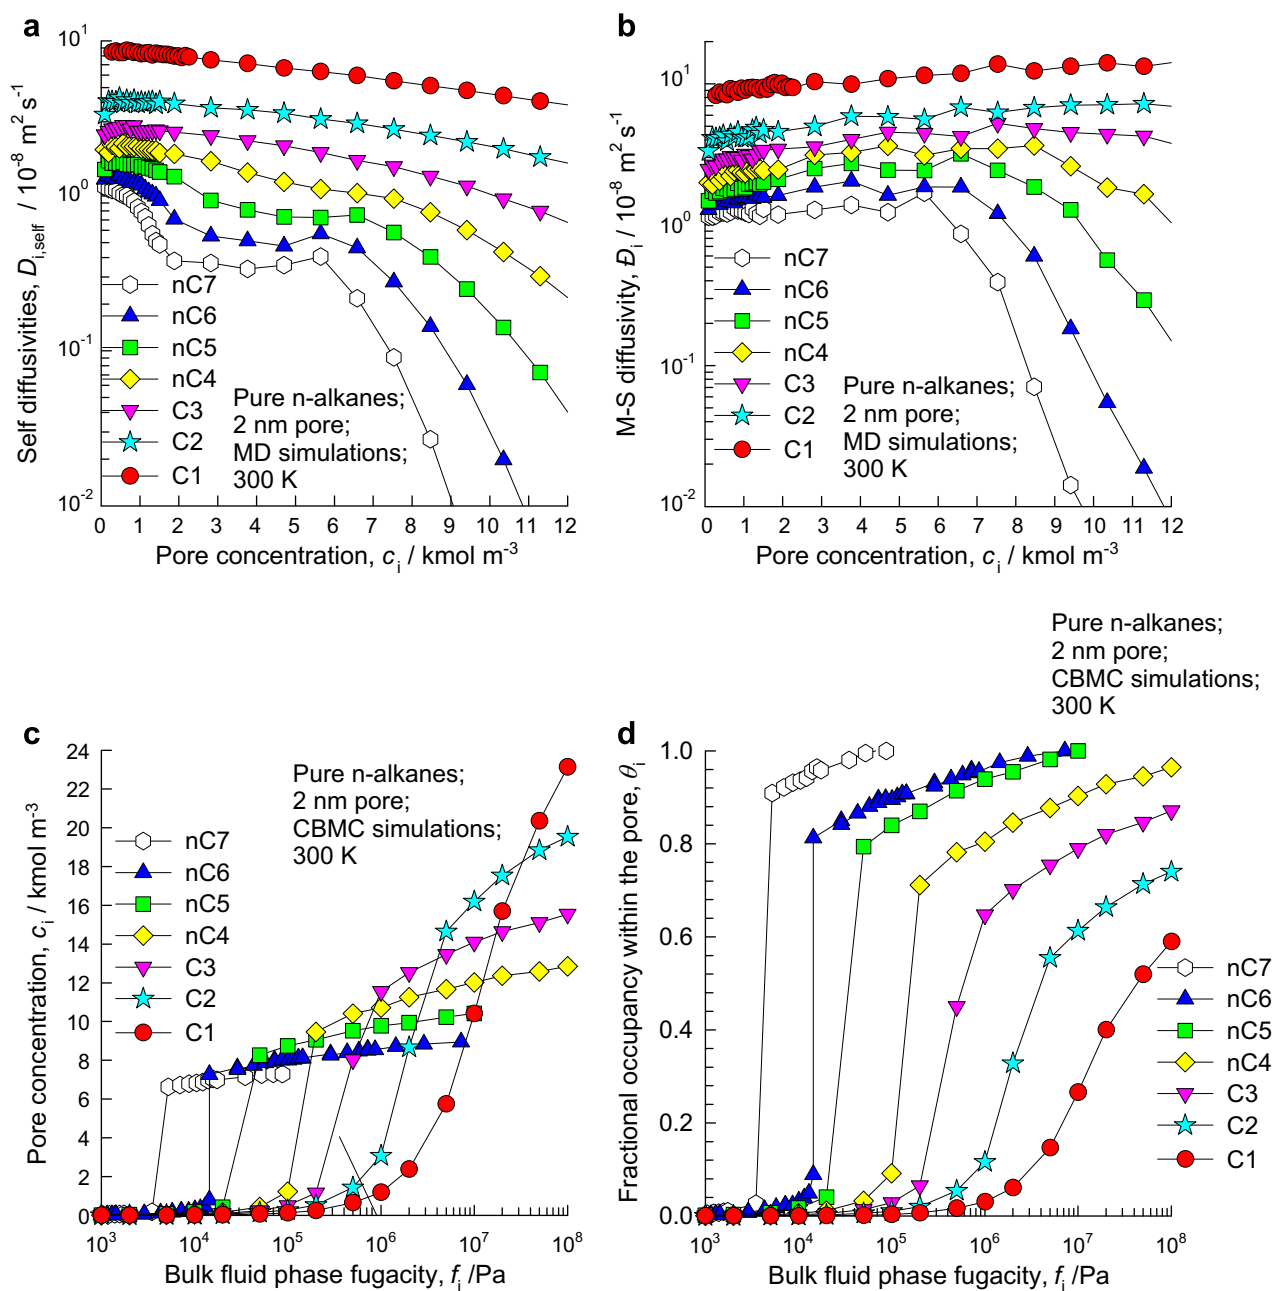 a
Self diffusivities, D_i,self / 10^-8 m^2 s^-1
10^1
10^0
10^-1
10^-2
nC7
nC6
nC5
nC4
C3
C2
C1
Pure n-alkanes;
2 nm pore;
MD simulations;
300 K
0 1 2 3 4 5 6 7 8 9 10 11 12
Pore concentration, c_i / kmol m^-3
b
M-S diffusivity, Đ_i / 10^-8 m^2 s^-1
10^1
10^0
10^-1
10^-2
nC7
nC6
nC5
nC4
C3
C2
C1
Pure n-alkanes;
2 nm pore;
MD simulations;
300 K
0 1 2 3 4 5 6 7 8 9 10 11 12
Pore concentration, c_i / kmol m^-3
c
Pore concentration, c_i / kmol m^-3
24
22
20
18
16
14
12
10
8
6
4
2
0
Pure n-alkanes;
2 nm pore;
CBMC simulations;
300 K
nC7
nC6
nC5
nC4
C3
C2
C1
10^3 10^4 10^5 10^6 10^7 10^8
Bulk fluid phase fugacity, f_i /Pa
d
Pure n-alkanes;
2 nm pore;
CBMC simulations;
300 K
Fractional occupancy within the pore, θ_i
1.0
0.8
0.6
0.4
0.2
0.0
nC7
nC6
nC5
nC4
C3
C2
C1
10^3 10^4 10^5 10^6 10^7 10^8
Bulk fluid phase fugacity, f_i /Pa